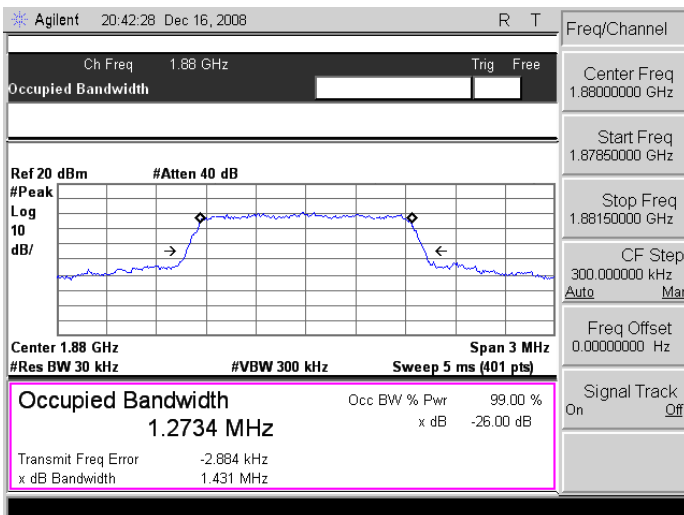 Agilent 20:42:28 Dec 16, 2008 R T
Ch Freq 1.88 GHz Trig Free
Occupied Bandwidth
Ref 20 dBm #Atten 40 dB
#Peak
Log
10
dB/
Center 1.88 GHz Span 3 MHz
#Res BW 30 kHz #VBW 300 kHz Sweep 5 ms (401 pts)
Occupied Bandwidth Occ BW % Pwr 99.00 %
1.2734 MHz x dB -26.00 dB
Transmit Freq Error -2.884 kHz
x dB Bandwidth 1.431 MHz
Freq/Channel
Center Freq
1.88000000 GHz
Start Freq
1.87850000 GHz
Stop Freq
1.88150000 GHz
CF Step
300.000000 kHz
Auto Man
Freq Offset
0.00000000 Hz
Signal Track
On Off